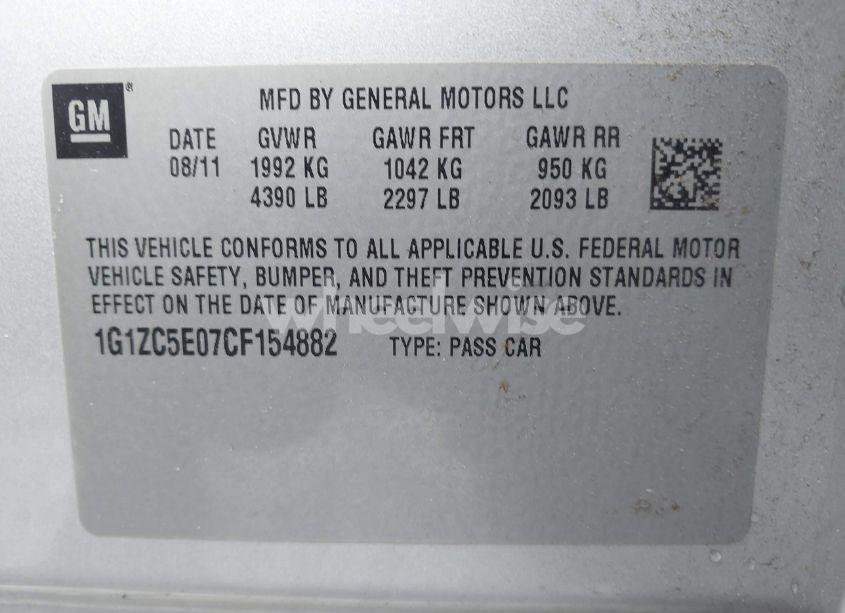 GM
MFD BY GENERAL MOTORS LLC
DATE GVWR GAWR FRT GAWR RR
08/11 1992 KG 1042 KG 950 KG
4390 LB 2297 LB 2093 LB
THIS VEHICLE CONFORMS TO ALL APPLICABLE U.S. FEDERAL MOTOR
VEHICLE SAFETY, BUMPER, AND THEFT PREVENTION STANDARDS IN
EFFECT ON THE DATE OF MANUFACTURE SHOWN ABOVE.
wheelwise
1G1ZC5E07CF154882 TYPE: PASS CAR